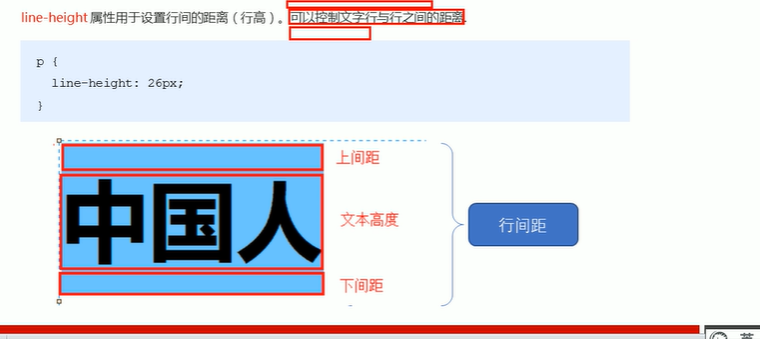 line-height 属性用于设置行间的距离（行高）。可以控制文字行与行之间的距离.
p {
line-height: 26px;
}
上间距
中国人
文本高度
行间距
下间距
英